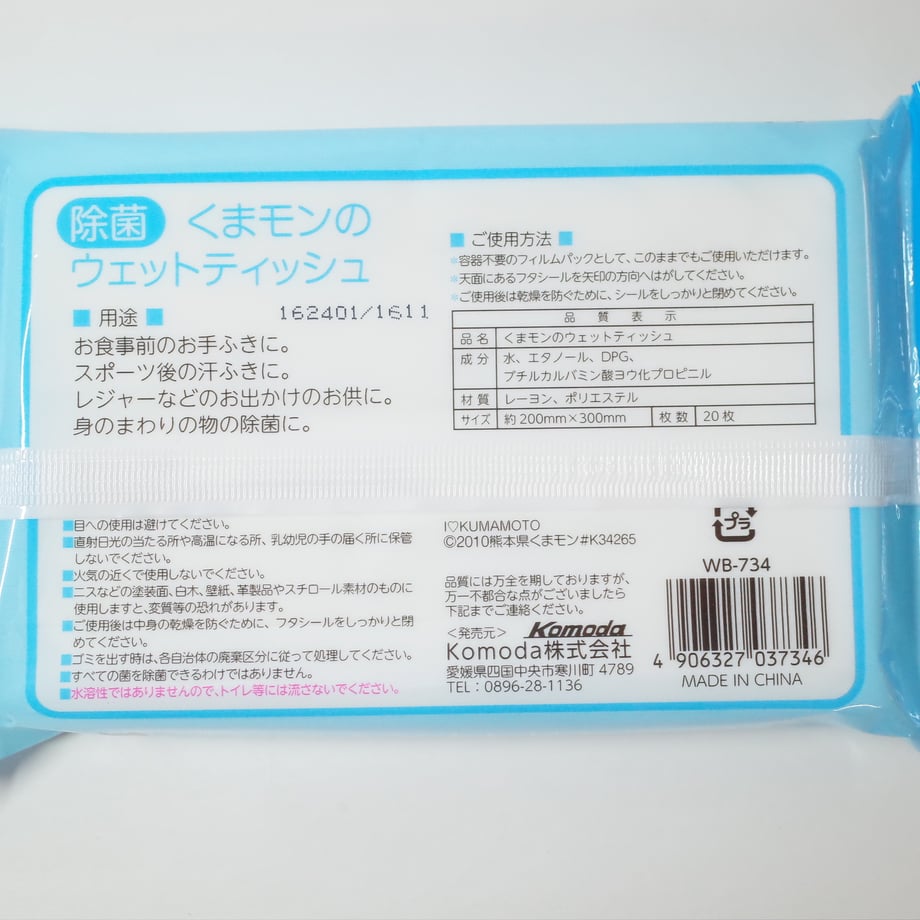 除菌 くまモンの
ウェットティッシュ
162401/1611
■ 用途 ■
お食事前のお手ふきに。
スポーツ後の汗ふきに。
レジャーなどのお出かけのお供に。
身のまわりの物の除菌に。
■ ご使用方法 ■
※容器不要のフィルムパックとして、このままでもご使用いただけます。
※天面にあるフタシールを矢印の方向へはがしてください。
※ご使用後は乾燥を防ぐために、シールをしっかりと閉めてください。
品質表示
品名 くまモンのウェットティッシュ
成分 水、エタノール、DPG、
ブチルカルバミン酸ヨウ化プロピニル
材質 レーヨン、ポリエステル
サイズ 約200mm×300mm 枚数 20枚
■目への使用は避けてください。
■直射日光の当たる所や高温になる所、乳幼児の手の届く所に保管
しないでください。
■火気の近くで使用しないでください。
■ニスなどの塗装面、白木、壁紙、革製品やスチロール素材のものに
使用しますと、変質等の恐れがあります。
■ご使用後は中身の乾燥を防ぐために、フタシールをしっかりと閉
めてください。
■ゴミを出す時は、各自治体の廃棄区分に従って処理してください。
■すべての菌を除菌できるわけではありません。
■水溶性ではありませんので、トイレ等には流さないでください。
I♡KUMAMOTO
©2010熊本県くまモン#K34265
品質には万全を期しておりますが、
万一不都合な点がございましたら
下記までご連絡ください。
＜発売元＞ Komoda
Komoda株式会社
愛媛県四国中央市寒川町4789
TEL：0896-28-1136
プラ
WB-734
4 906327 037346
MADE IN CHINA